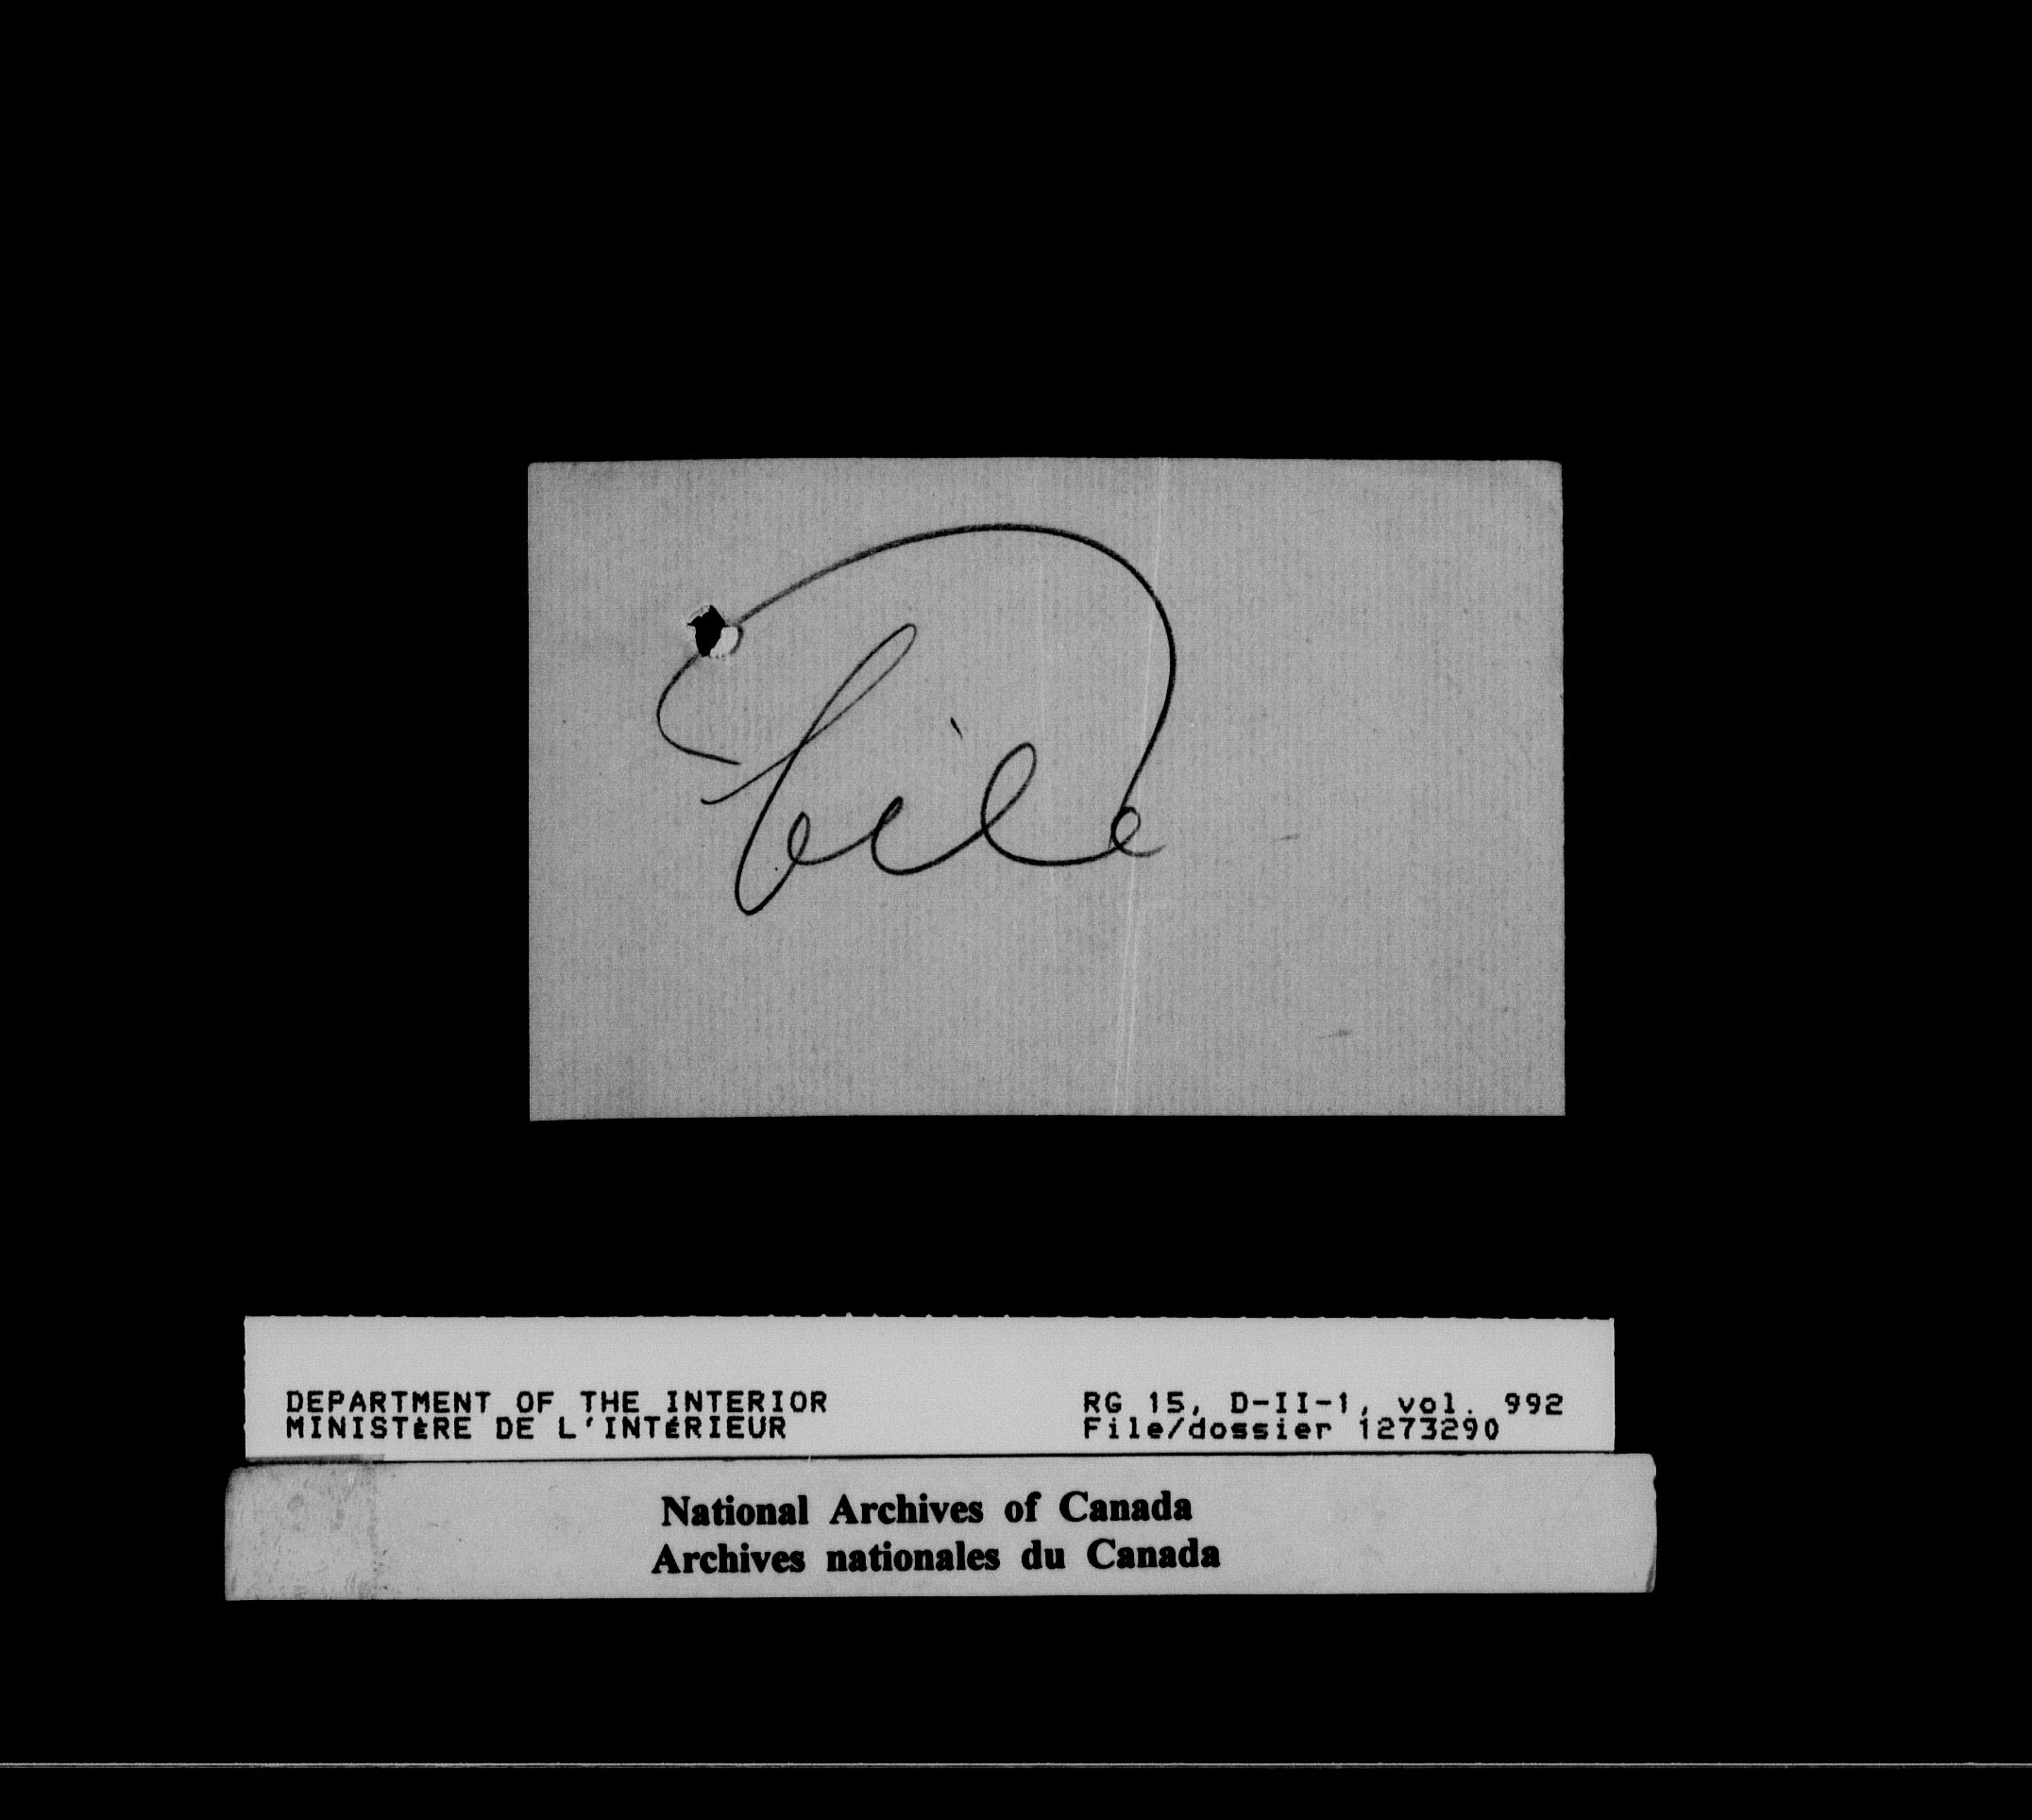 file
DEPARTMENT OF THE INTERIOR
MINISTÈRE DE L'INTÉRIEUR
RG 15, D-II-1, vol. 992
File/dossier 1273290
National Archives of Canada
Archives nationales du Canada